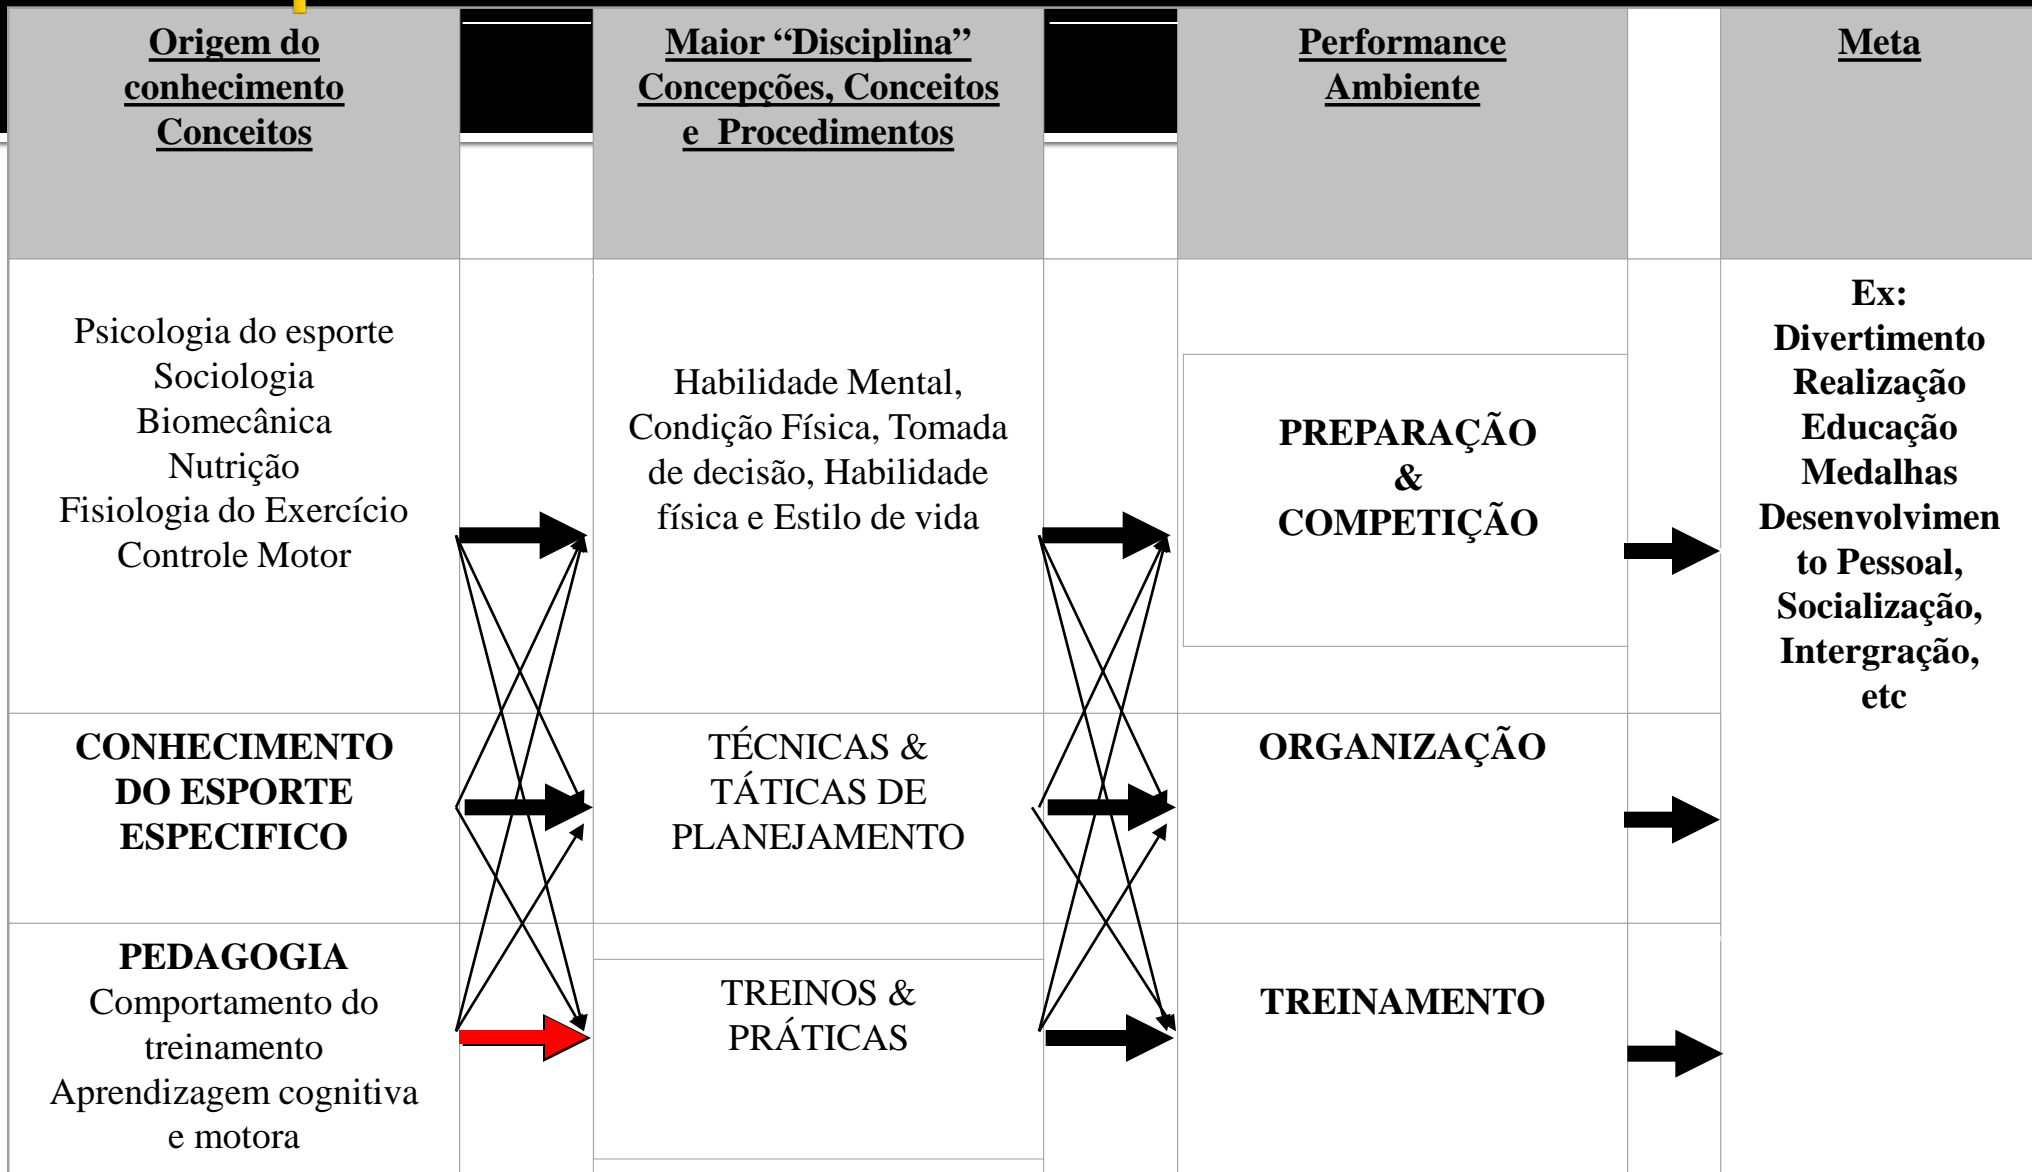 Origem do
conhecimento
Conceitos
Maior “Disciplina”
Concepções, Conceitos
e Procedimentos
Performance
Ambiente
Meta
Psicologia do esporte
Sociologia
Biomecânica
Nutrição
Fisiologia do Exercício
Controle Motor
Habilidade Mental,
Condição Física, Tomada
de decisão, Habilidade
física e Estilo de vida
PREPARAÇÃO
&
COMPETIÇÃO
Ex:
Divertimento
Realização
Educação
Medalhas
Desenvolvimen
to Pessoal,
Socialização,
Intergração,
etc
CONHECIMENTO
DO ESPORTE
ESPECIFICO
TÉCNICAS &
TÁTICAS DE
PLANEJAMENTO
ORGANIZAÇÃO
PEDAGOGIA
Comportamento do
treinamento
Aprendizagem cognitiva
e motora
TREINOS &
PRÁTICAS
TREINAMENTO